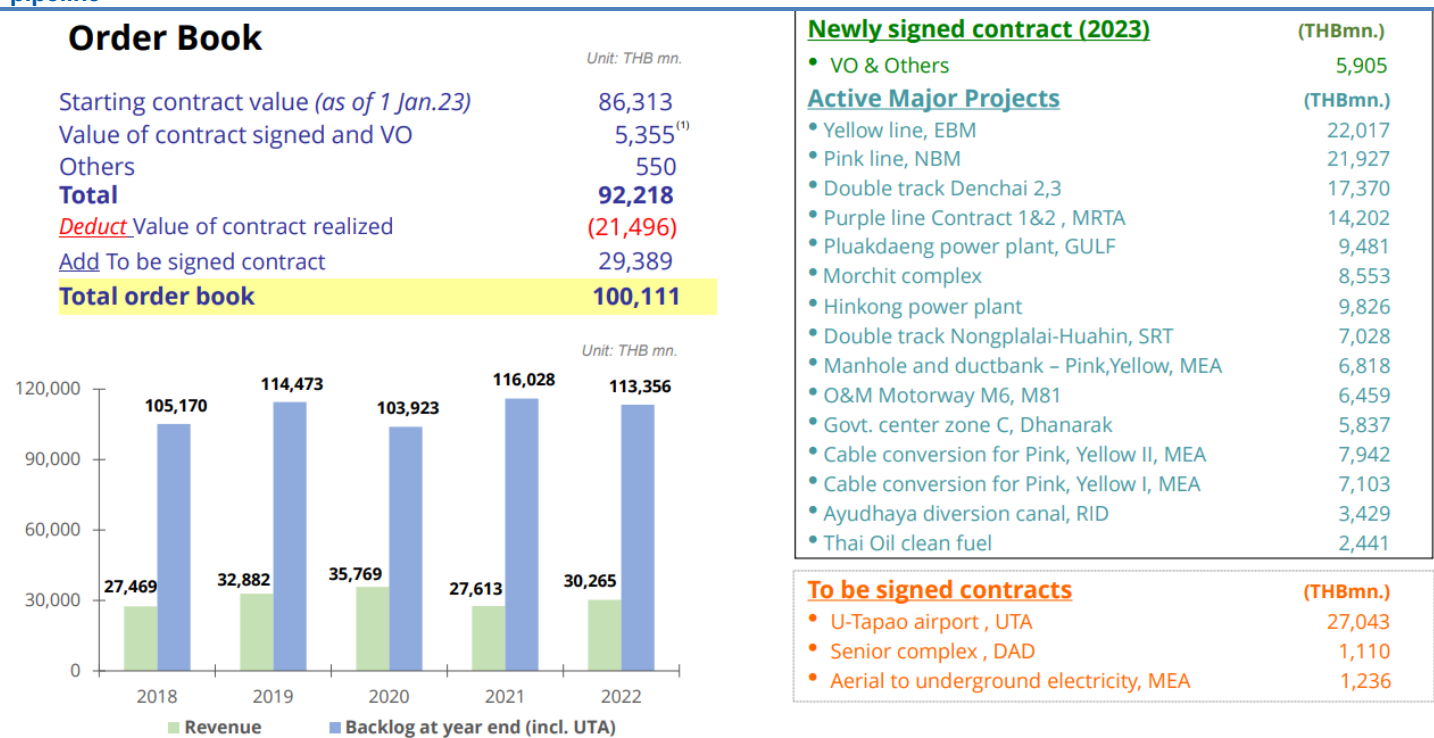 pipeline
Order Book
Unit: THB mn.
Starting contract value (as of 1 Jan.23) 86,313
Value of contract signed and VO 5,355(1)
Others 550
Total 92,218
Deduct Value of contract realized (21,496)
Add To be signed contract 29,389
Total order book 100,111
Unit: THB mn.
120,000
90,000
60,000
30,000
0
105,170
114,473
103,923
116,028
113,356
27,469
32,882
35,769
27,613
30,265
2018 2019 2020 2021 2022
Revenue Backlog at year end (incl. UTA)
Newly signed contract (2023) (THBmn.)
• VO & Others 5,905
Active Major Projects (THBmn.)
• Yellow line, EBM 22,017
• Pink line, NBM 21,927
• Double track Denchai 2,3 17,370
• Purple line Contract 1&2 , MRTA 14,202
• Pluakdaeng power plant, GULF 9,481
• Morchit complex 8,553
• Hinkong power plant 9,826
• Double track Nongplalai-Huahin, SRT 7,028
• Manhole and ductbank – Pink,Yellow, MEA 6,818
• O&M Motorway M6, M81 6,459
• Govt. center zone C, Dhanarak 5,837
• Cable conversion for Pink, Yellow II, MEA 7,942
• Cable conversion for Pink, Yellow I, MEA 7,103
• Ayudhaya diversion canal, RID 3,429
• Thai Oil clean fuel 2,441
To be signed contracts (THBmn.)
• U-Tapao airport , UTA 27,043
• Senior complex , DAD 1,110
• Aerial to underground electricity, MEA 1,236